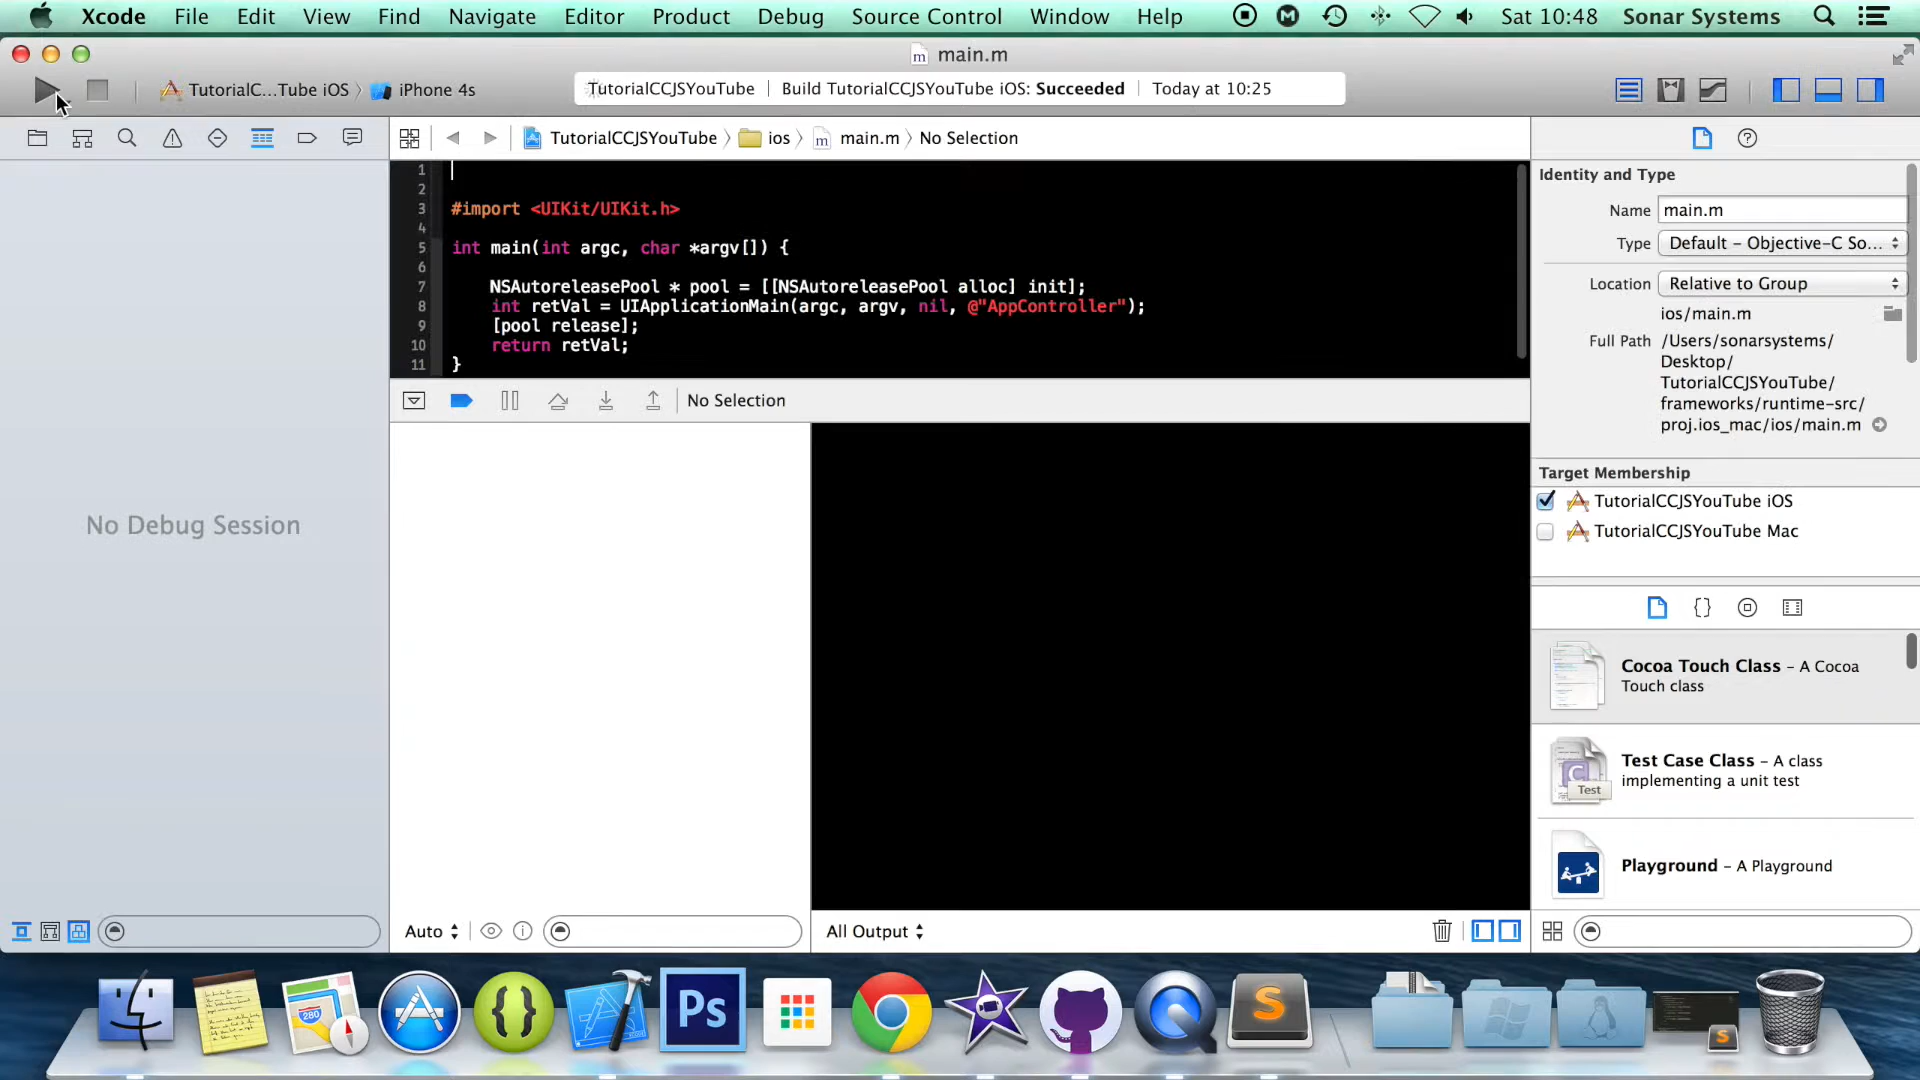 Xcode File Edit View Find Navigate Editor Product Debug Source Control Window Help Sat 10:48 Sonar Systems
main.m
TutorialC...Tube iOS iPhone 4s TutorialCCJSYouTube Build TutorialCCJSYouTube iOS: Succeeded Today at 10:25
TutorialCCJSYouTube ios main.m No Selection
1
2
3 #import <UIKit/UIKit.h>
4
5 int main(int argc, char *argv[]) {
6
7 NSAutoreleasePool * pool = [[NSAutoreleasePool alloc] init];
8 int retVal = UIApplicationMain(argc, argv, nil, @"AppController");
9 [pool release];
10 return retVal;
11 }
No Selection
No Debug Session
Auto
All Output
Identity and Type
Name main.m
Type Default - Objective-C So...
Location Relative to Group
ios/main.m
Full Path /Users/sonarsystems/
Desktop/
TutorialCCJSYouTube/
frameworks/runtime-src/
proj.ios_mac/ios/main.m
Target Membership
TutorialCCJSYouTube iOS
TutorialCCJSYouTube Mac
{}
Cocoa Touch Class - A Cocoa
Touch class
Test Case Class - A class
implementing a unit test
C
Test
Playground - A Playground
280
{}
Ps
S
S